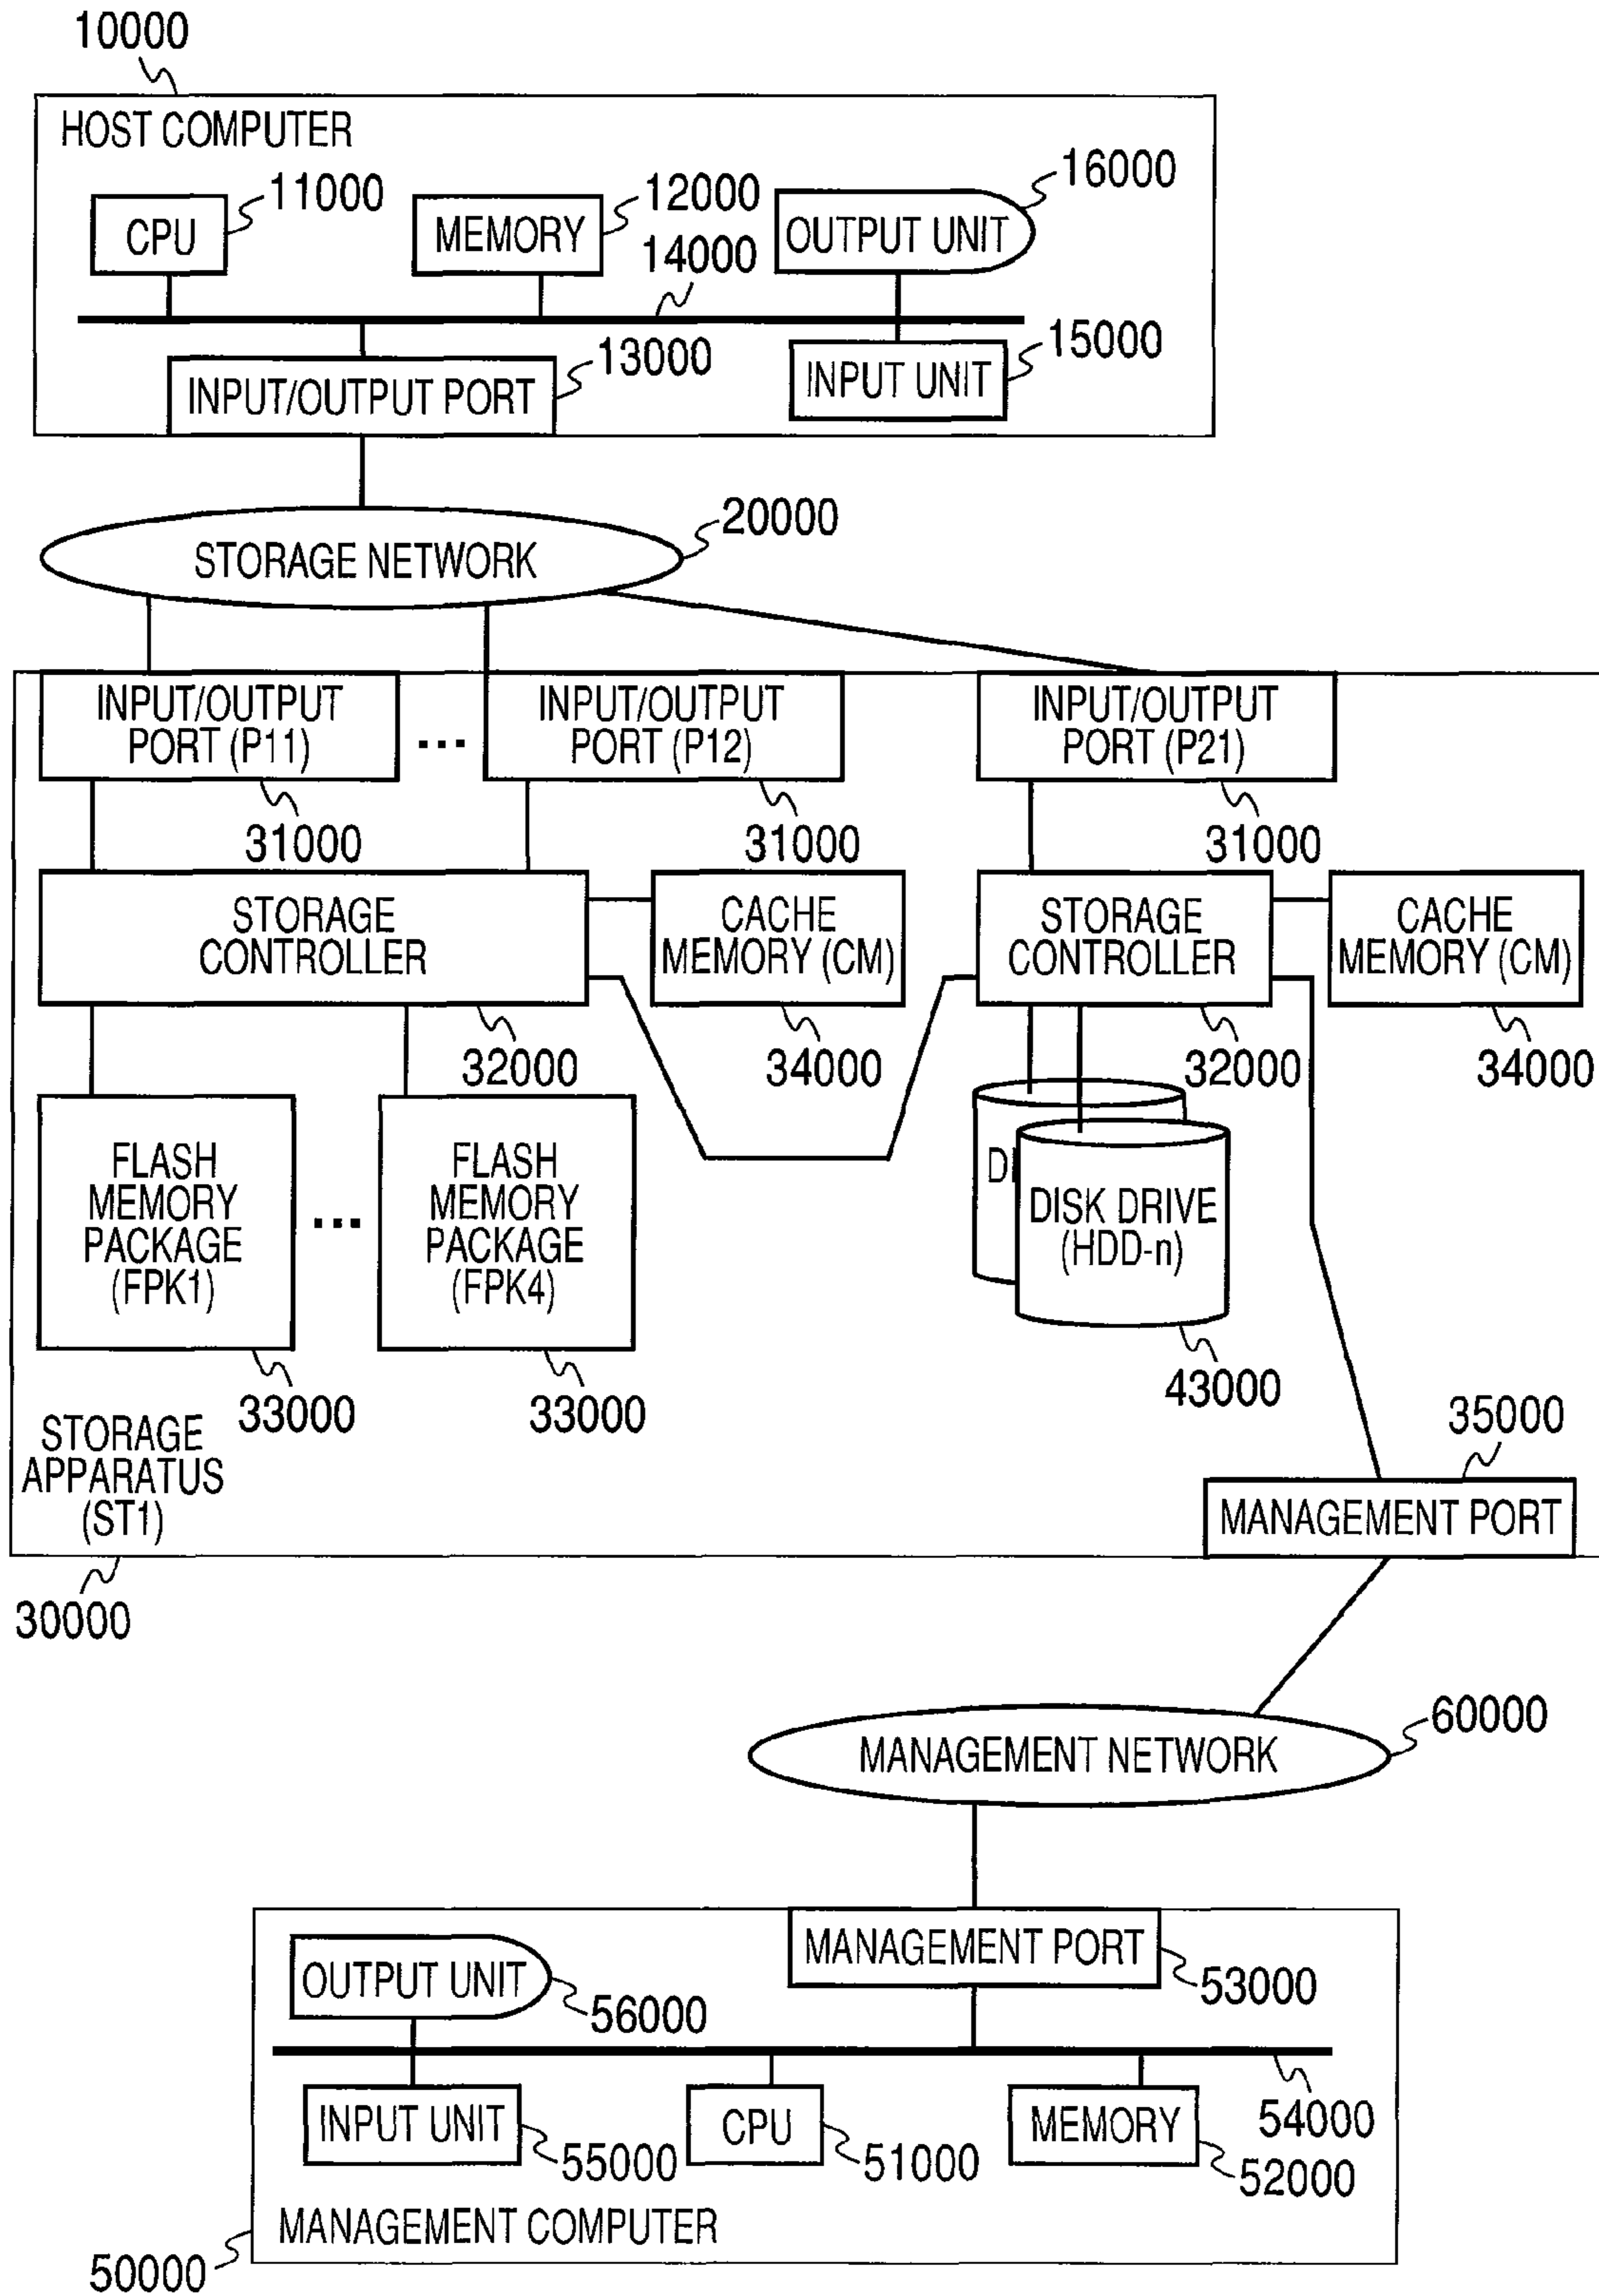 10000
HOST COMPUTER
11000
12000
16000
CPU
MEMORY
OUTPUT UNIT
14000
13000
15000
INPUT/OUTPUT PORT
INPUT UNIT
20000
STORAGE NETWORK
INPUT/OUTPUT
PORT (P11)
...
INPUT/OUTPUT
PORT (P12)
INPUT/OUTPUT
PORT (P21)
31000
31000
31000
STORAGE
CONTROLLER
CACHE
MEMORY (CM)
STORAGE
CONTROLLER
CACHE
MEMORY (CM)
32000
34000
32000
34000
FLASH
MEMORY
PACKAGE
(FPK1)
...
FLASH
MEMORY
PACKAGE
(FPK4)
DISK DRIVE
(HDD-n)
33000
33000
43000
35000
STORAGE
APPARATUS
(ST1)
MANAGEMENT PORT
30000
60000
MANAGEMENT NETWORK
MANAGEMENT PORT
53000
OUTPUT UNIT
56000
54000
INPUT UNIT
CPU
MEMORY
55000
51000
52000
MANAGEMENT COMPUTER
50000